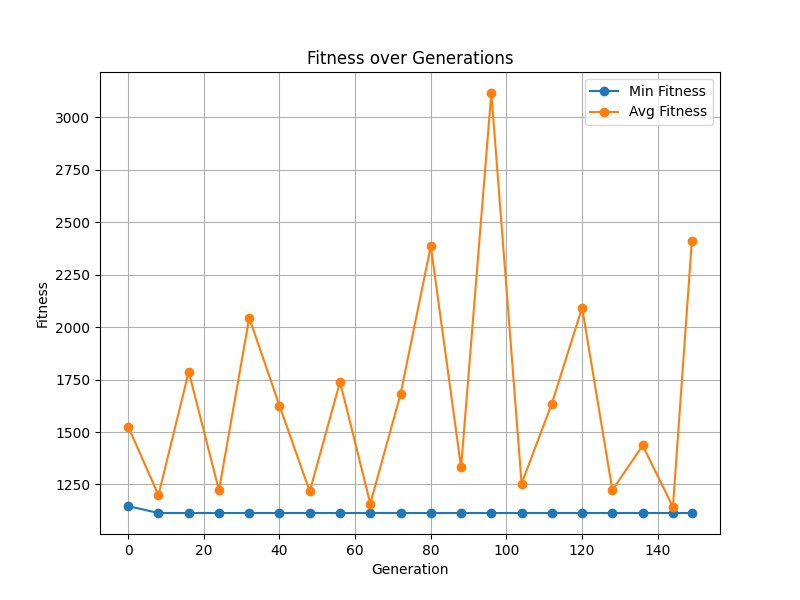 Fitness over Generations
Min Fitness
Avg Fitness
3000
2750
2500
2250
2000
1750
1500
1250
Fitness
0 20 40 60 80 100 120 140
Generation